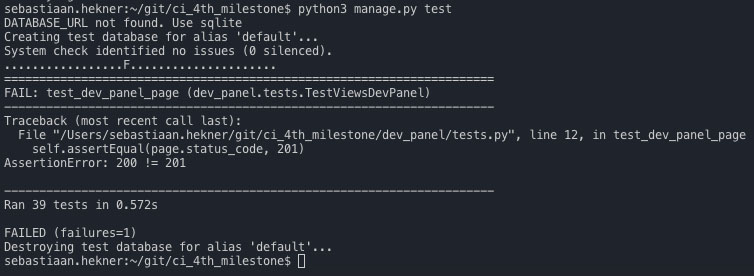 sebastiaan.hekner:~/git/ci_4th_milestone$ python3 manage.py test
DATABASE_URL not found. Use sqlite
Creating test database for alias 'default'...
System check identified no issues (0 silenced).
.................F.....................
======================================================================
FAIL: test_dev_panel_page (dev_panel.tests.TestViewsDevPanel)
----------------------------------------------------------------------
Traceback (most recent call last):
  File "/Users/sebastiaan.hekner/git/ci_4th_milestone/dev_panel/tests.py", line 12, in test_dev_panel_page
    self.assertEqual(page.status_code, 201)
AssertionError: 200 != 201
----------------------------------------------------------------------
Ran 39 tests in 0.572s
FAILED (failures=1)
Destroying test database for alias 'default'...
sebastiaan.hekner:~/git/ci_4th_milestone$